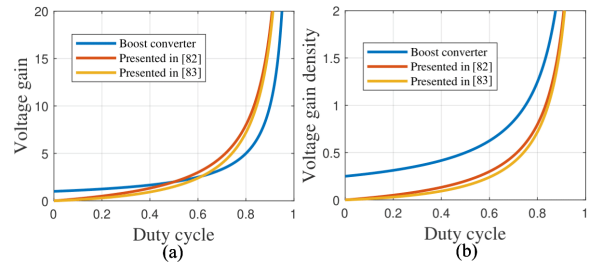 20
15
10
5
0
0
0.2
0.4
0.6
0.8
1
Voltage gain
Duty cycle
Boost converter
Presented in [82]
Presented in [83]
(a)
2
1.5
1
0.5
0
0
0.2
0.4
0.6
0.8
1
Voltage gain density
Duty cycle
Boost converter
Presented in [82]
Presented in [83]
(b)